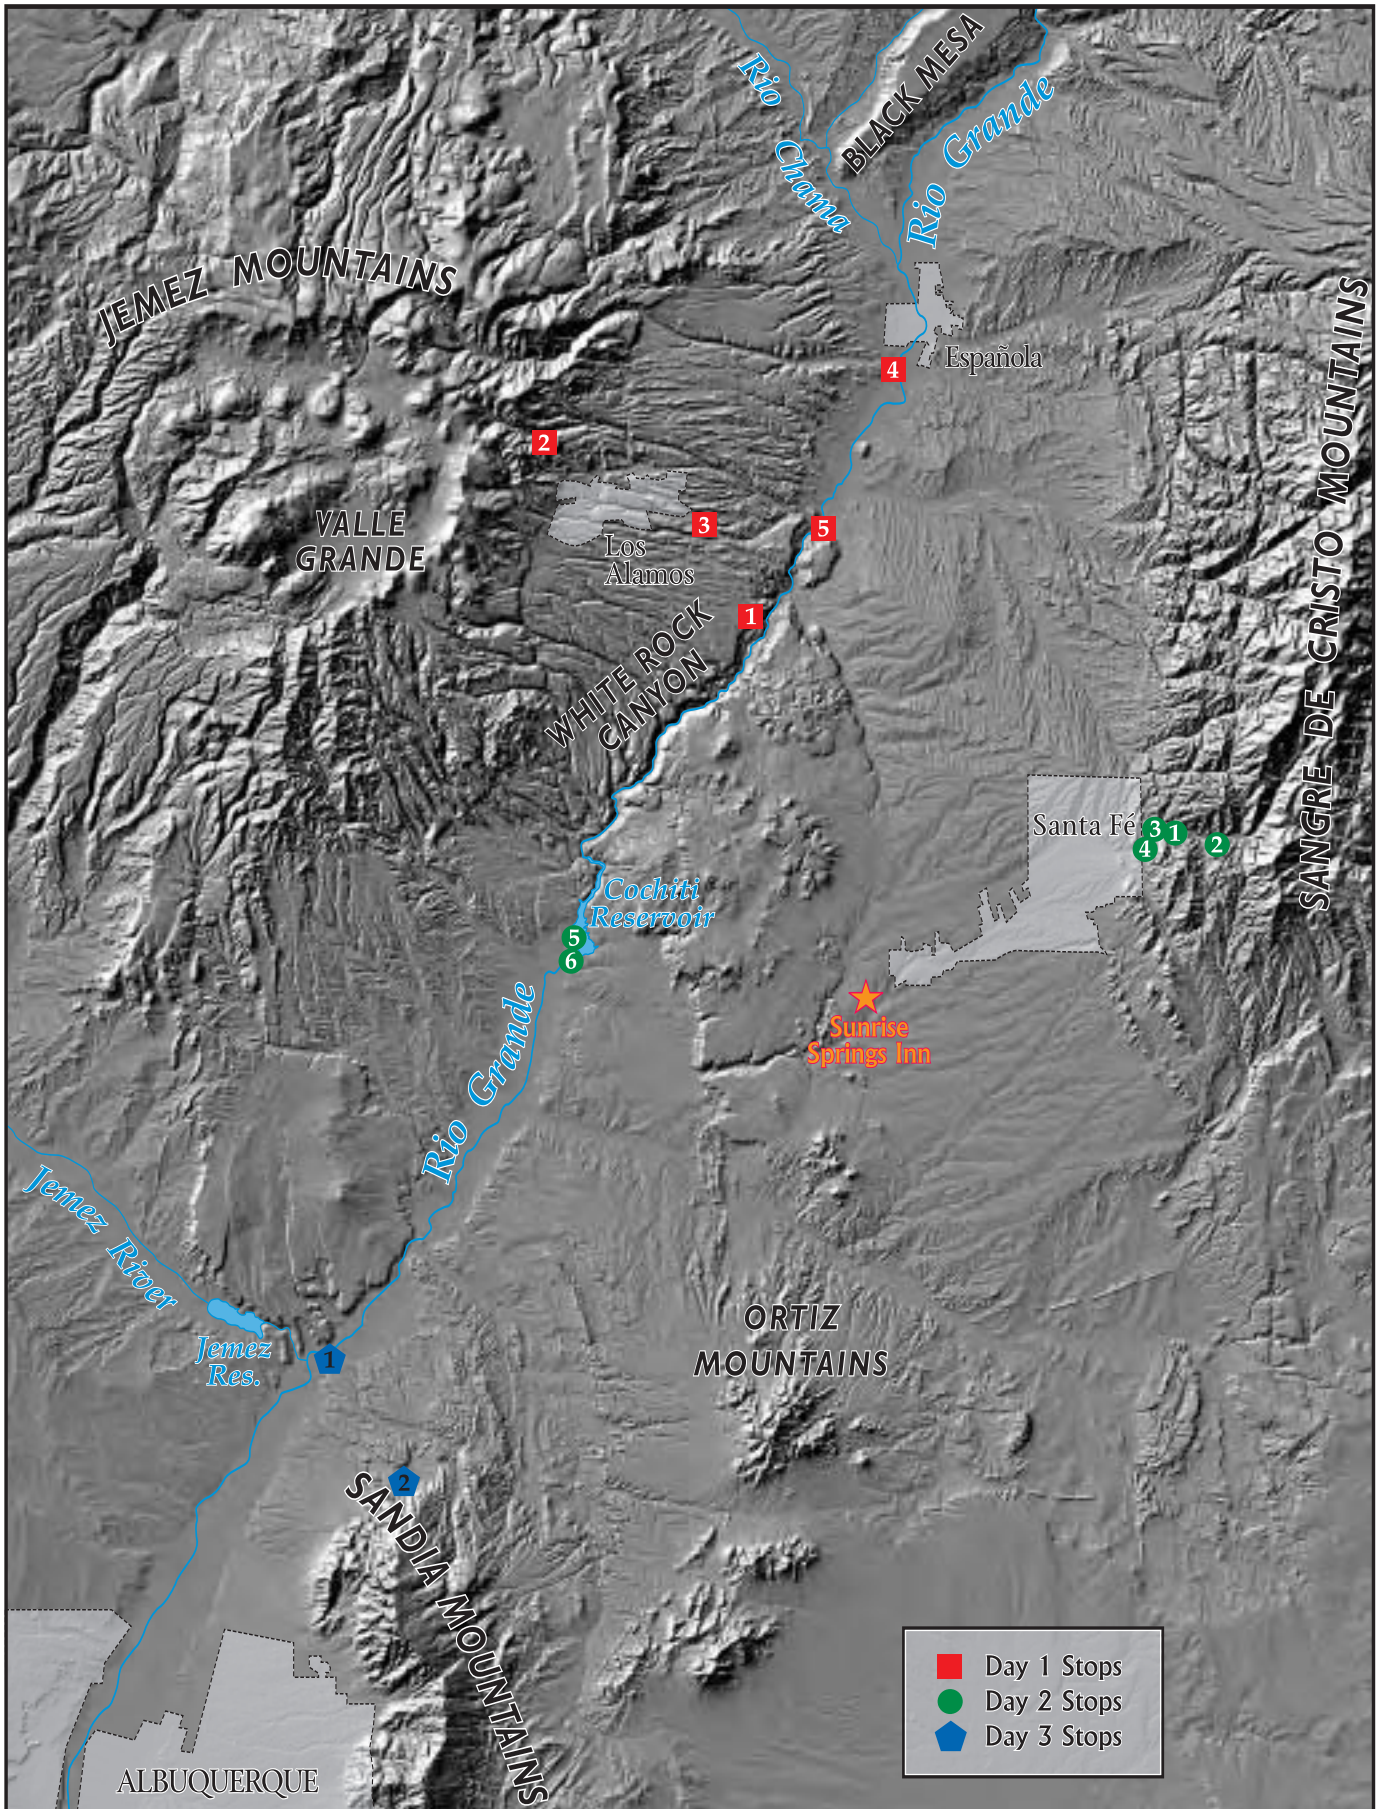 Rio
Chama
BLACK MESA
Rio Grande
JEMEZ MOUNTAINS
Española
4
2
VALLE
GRANDE
3
5
Los
Alamos
1
WHITE ROCK
CANYON
SANGRE DE CRISTO MOUNTAINS
Santa Fé
3
1
4
2
Cochiti
Reservoir
5
6
Sunrise
Springs Inn
Rio Grande
Jemez River
Jemez
Res.
1
ORTIZ
MOUNTAINS
2
SANDIA MOUNTAINS
ALBUQUERQUE
Day 1 Stops
Day 2 Stops
Day 3 Stops